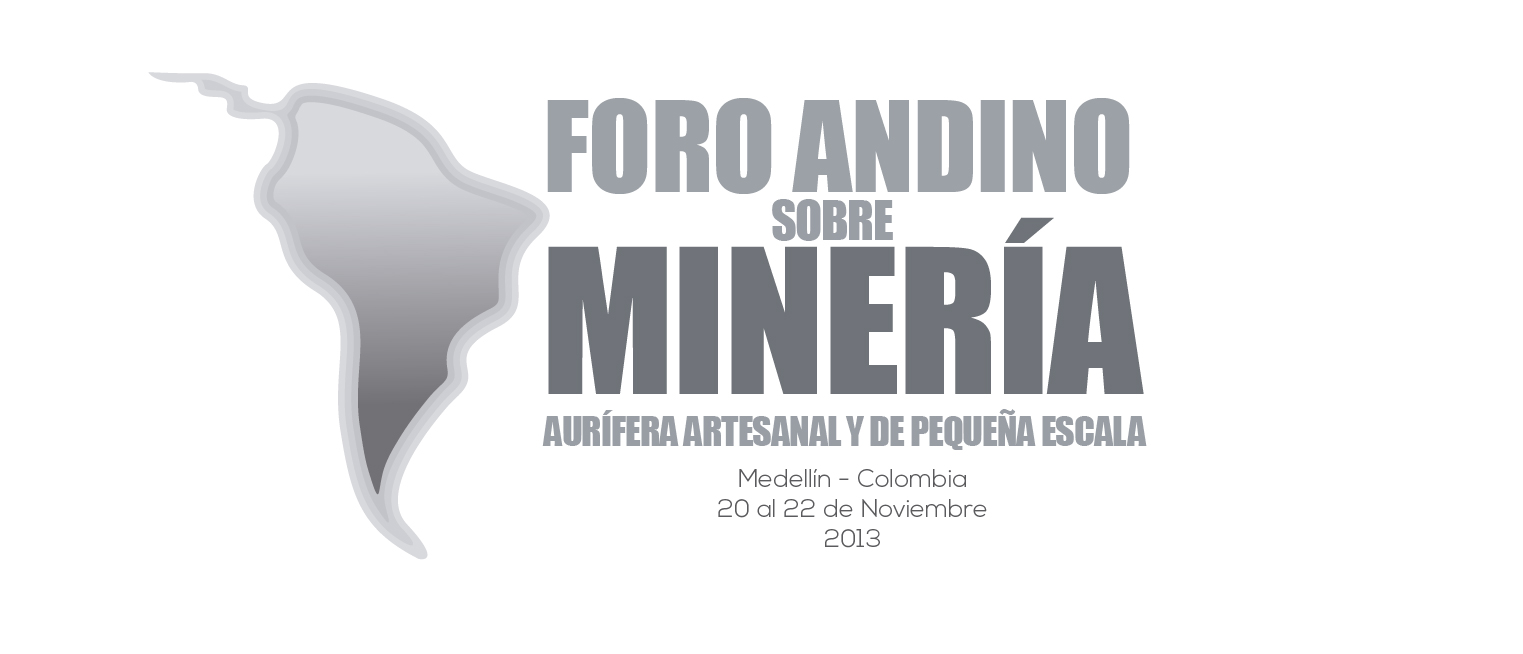 FORO ANDINO
SOBRE
MINERÍA
AURÍFERA ARTESANAL Y DE PEQUEÑA ESCALA
Medellín - Colombia
20 al 22 de Noviembre
2013